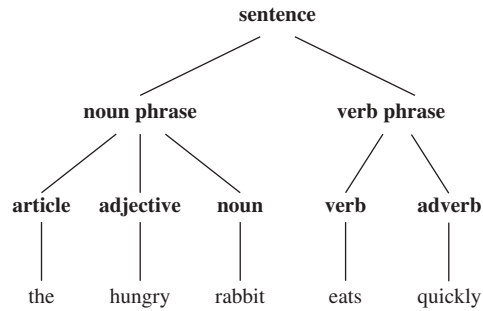 sentence
noun phrase verb phrase
article adjective noun verb adverb
the hungry rabbit eats quickly